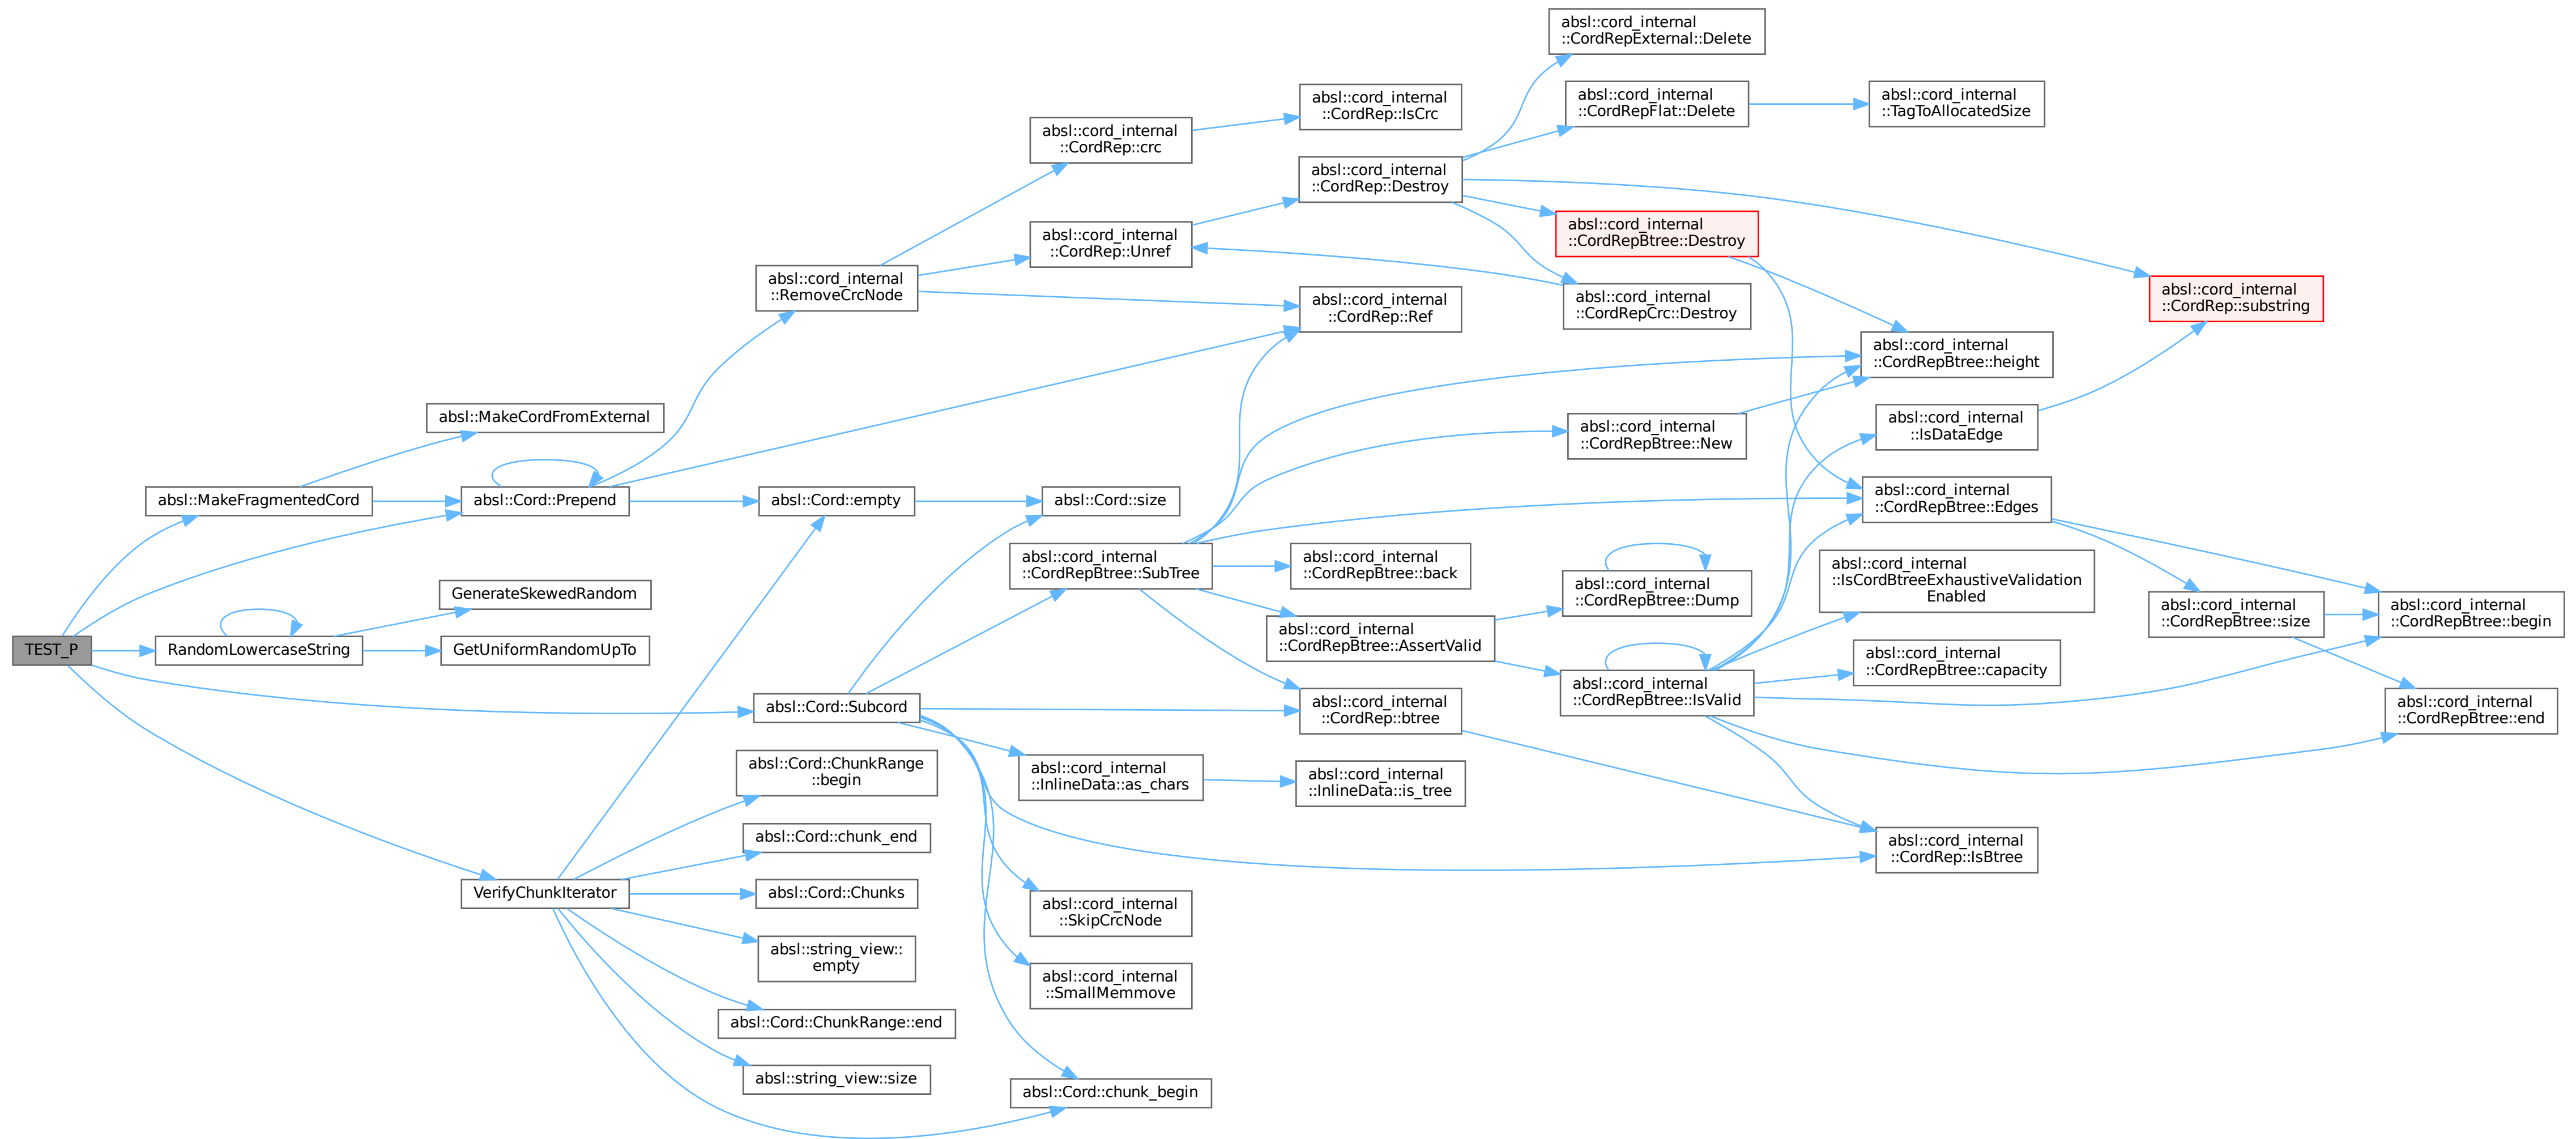 TEST_P
absl::MakeFragmentedCord
RandomLowercaseString
absl::MakeCordFromExternal
absl::Cord::Prepend
GenerateSkewedRandom
GetUniformRandomUpTo
VerifyChunkIterator
absl::cord_internal
::RemoveCrcNode
absl::Cord::empty
absl::Cord::Subcord
absl::Cord::ChunkRange
::begin
absl::Cord::chunk_end
absl::Cord::Chunks
absl::string_view::
empty
absl::Cord::ChunkRange::end
absl::string_view::size
absl::cord_internal
::CordRep::crc
absl::cord_internal
::CordRep::Unref
absl::Cord::size
absl::cord_internal
::CordRepBtree::SubTree
absl::cord_internal
::InlineData::as_chars
absl::cord_internal
::SkipCrcNode
absl::cord_internal
::SmallMemmove
absl::Cord::chunk_begin
absl::cord_internal
::CordRep::IsCrc
absl::cord_internal
::CordRep::Destroy
absl::cord_internal
::CordRep::Ref
absl::cord_internal
::CordRepBtree::back
absl::cord_internal
::CordRepBtree::AssertValid
absl::cord_internal
::CordRep::btree
absl::cord_internal
::InlineData::is_tree
absl::cord_internal
::CordRepExternal::Delete
absl::cord_internal
::CordRepFlat::Delete
absl::cord_internal
::CordRepBtree::Destroy
absl::cord_internal
::CordRepCrc::Destroy
absl::cord_internal
::CordRepBtree::New
absl::cord_internal
::CordRepBtree::Dump
absl::cord_internal
::CordRepBtree::IsValid
absl::cord_internal
::TagToAllocatedSize
absl::cord_internal
::CordRepBtree::height
absl::cord_internal
::IsDataEdge
absl::cord_internal
::CordRepBtree::Edges
absl::cord_internal
::IsCordBtreeExhaustiveValidation
Enabled
absl::cord_internal
::CordRepBtree::capacity
absl::cord_internal
::CordRep::IsBtree
absl::cord_internal
::CordRep::substring
absl::cord_internal
::CordRepBtree::size
absl::cord_internal
::CordRepBtree::begin
absl::cord_internal
::CordRepBtree::end